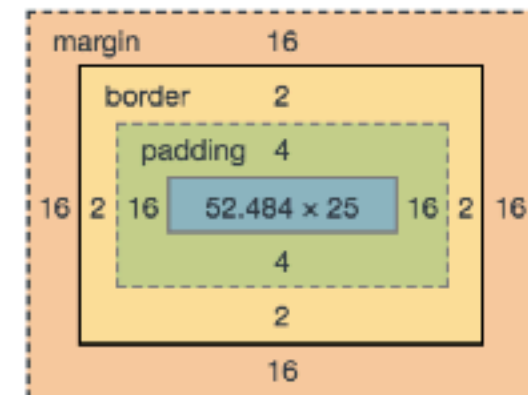 margin 16
border 2
padding 4
16 2 16 52.484 × 25 16 2 16
4
2
16